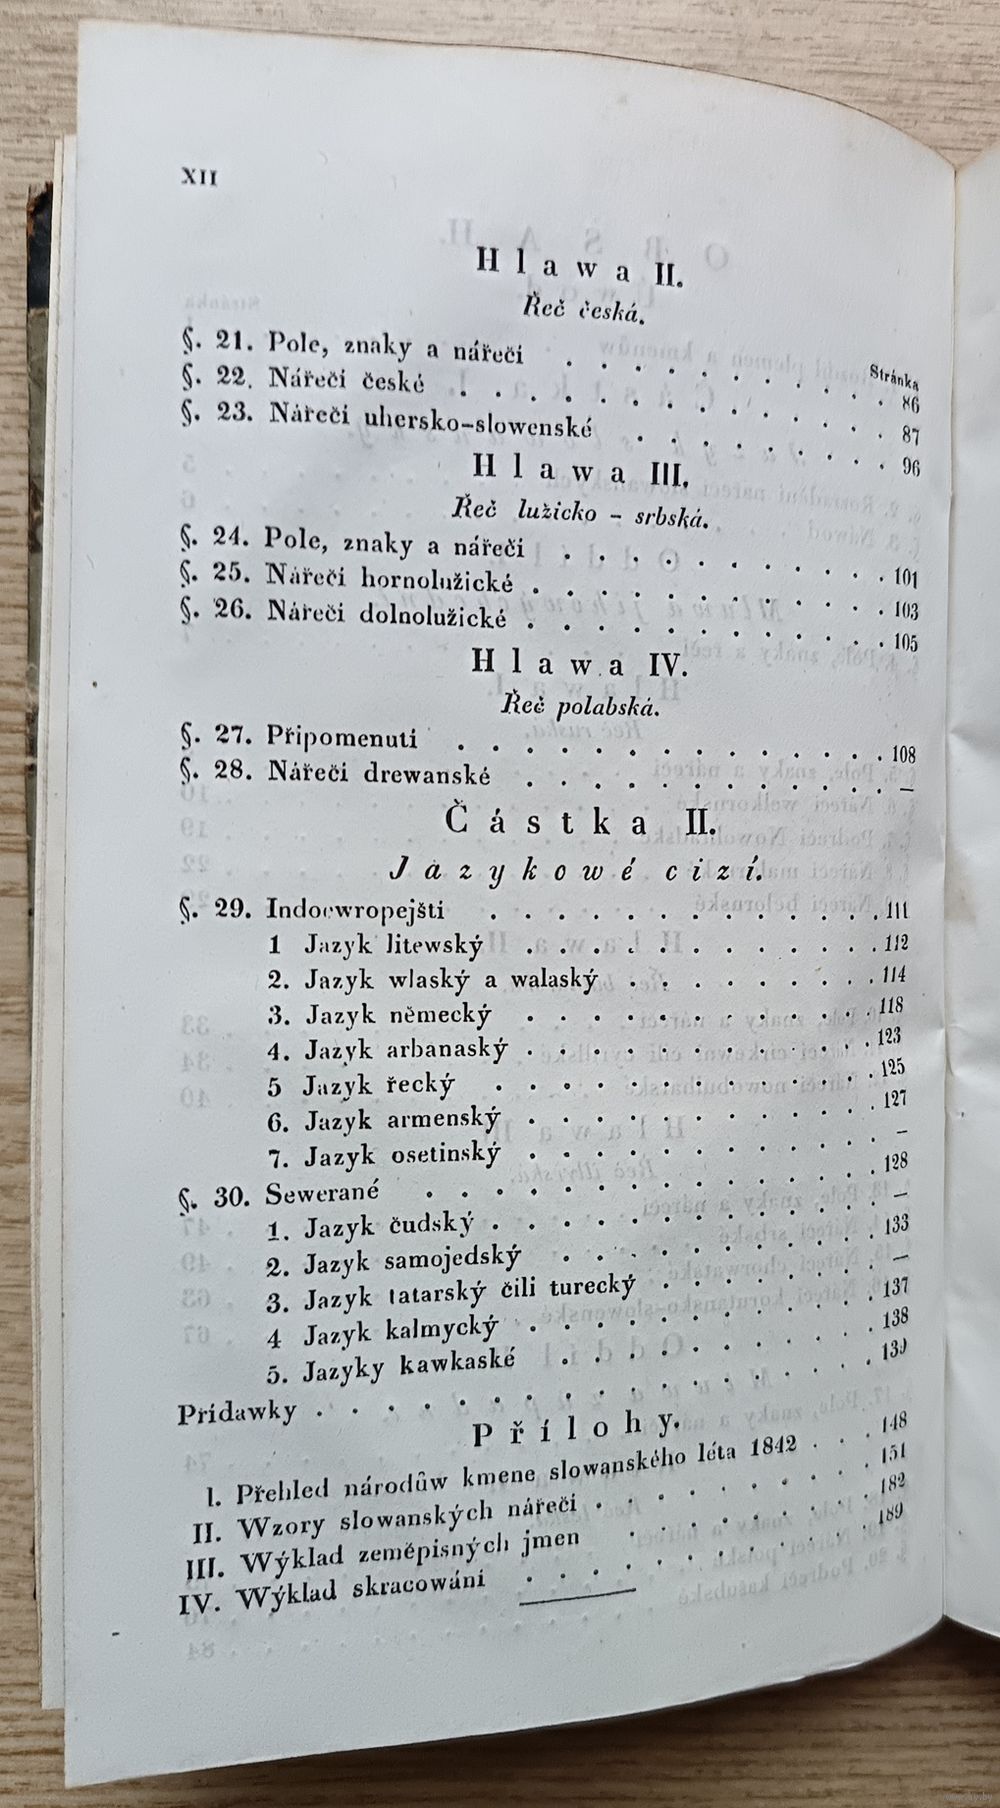 XII
Hlawa II.
Řeč česká.
Stránka
§. 21. Pole, znaky a nářečí . . . . . . . . . . 86
§. 22. Nářečí české . . . . . . . . . . . . . 87
§. 23. Nářečí uhersko-slowenské . . . . . . . . 96
Hlawa III.
Řeč lužicko-srbská.
§. 24. Pole, znaky a nářečí . . . . . . . . . . 101
§. 25. Nářečí hornolužické . . . . . . . . . . . 103
§. 26. Nářečí dolnolužické . . . . . . . . . . . 105
Hlawa IV.
Řeč polabská.
§. 27. Připomenutí . . . . . . . . . . . . . 108
§. 28. Nářečí drewanské . . . . . . . . . . . —
Částka II.
Jazykowé cizí.
§. 29. Indoewropejšti . . . . . . . . . . . . 111
1 Jazyk litewský . . . . . . . . . . . 112
2. Jazyk wlaský a walaský . . . . . . . . 114
3. Jazyk německý . . . . . . . . . . . 118
4. Jazyk arbanaský . . . . . . . . . . . 123
5 Jazyk řecký . . . . . . . . . . . . 125
6. Jazyk armenský . . . . . . . . . . . 127
7. Jazyk osetinský . . . . . . . . . . . —
§. 30. Sewerané . . . . . . . . . . . . . . 128
1. Jazyk čudský . . . . . . . . . . . . —
2. Jazyk samojedský . . . . . . . . . . 133
3. Jazyk tatarský čili turecký . . . . . . . —
4 Jazyk kalmycký . . . . . . . . . . . 137
5. Jazyky kawkaské . . . . . . . . . . 138
Přídawky . . . . . . . . . . . . . . . . . 139
Přílohy.
I. Přehled národůw kmene slowanského léta 1842 . . . 148
II. Wzory slowanských nářečí . . . . . . . . . 151
III. Wýklad zeměpisných jmen . . . . . . . . 182
IV. Wýklad skracowání . . . . . . . . . . . 189